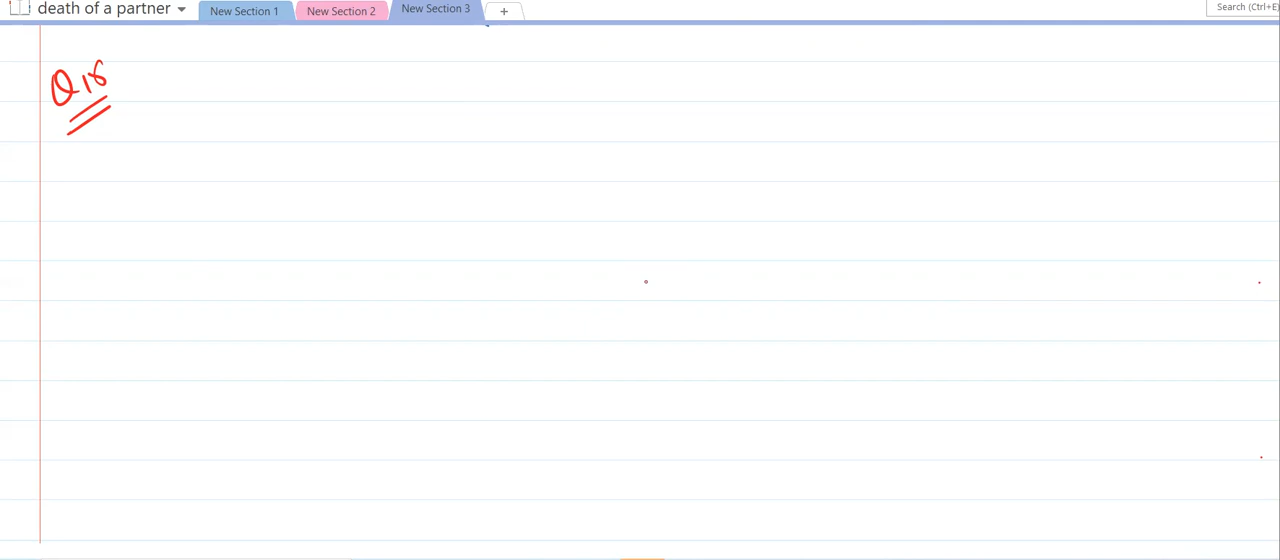 death of a partner
New Section 1
New Section 2
New Section 3
+
Search (Ctrl+E)
Q18